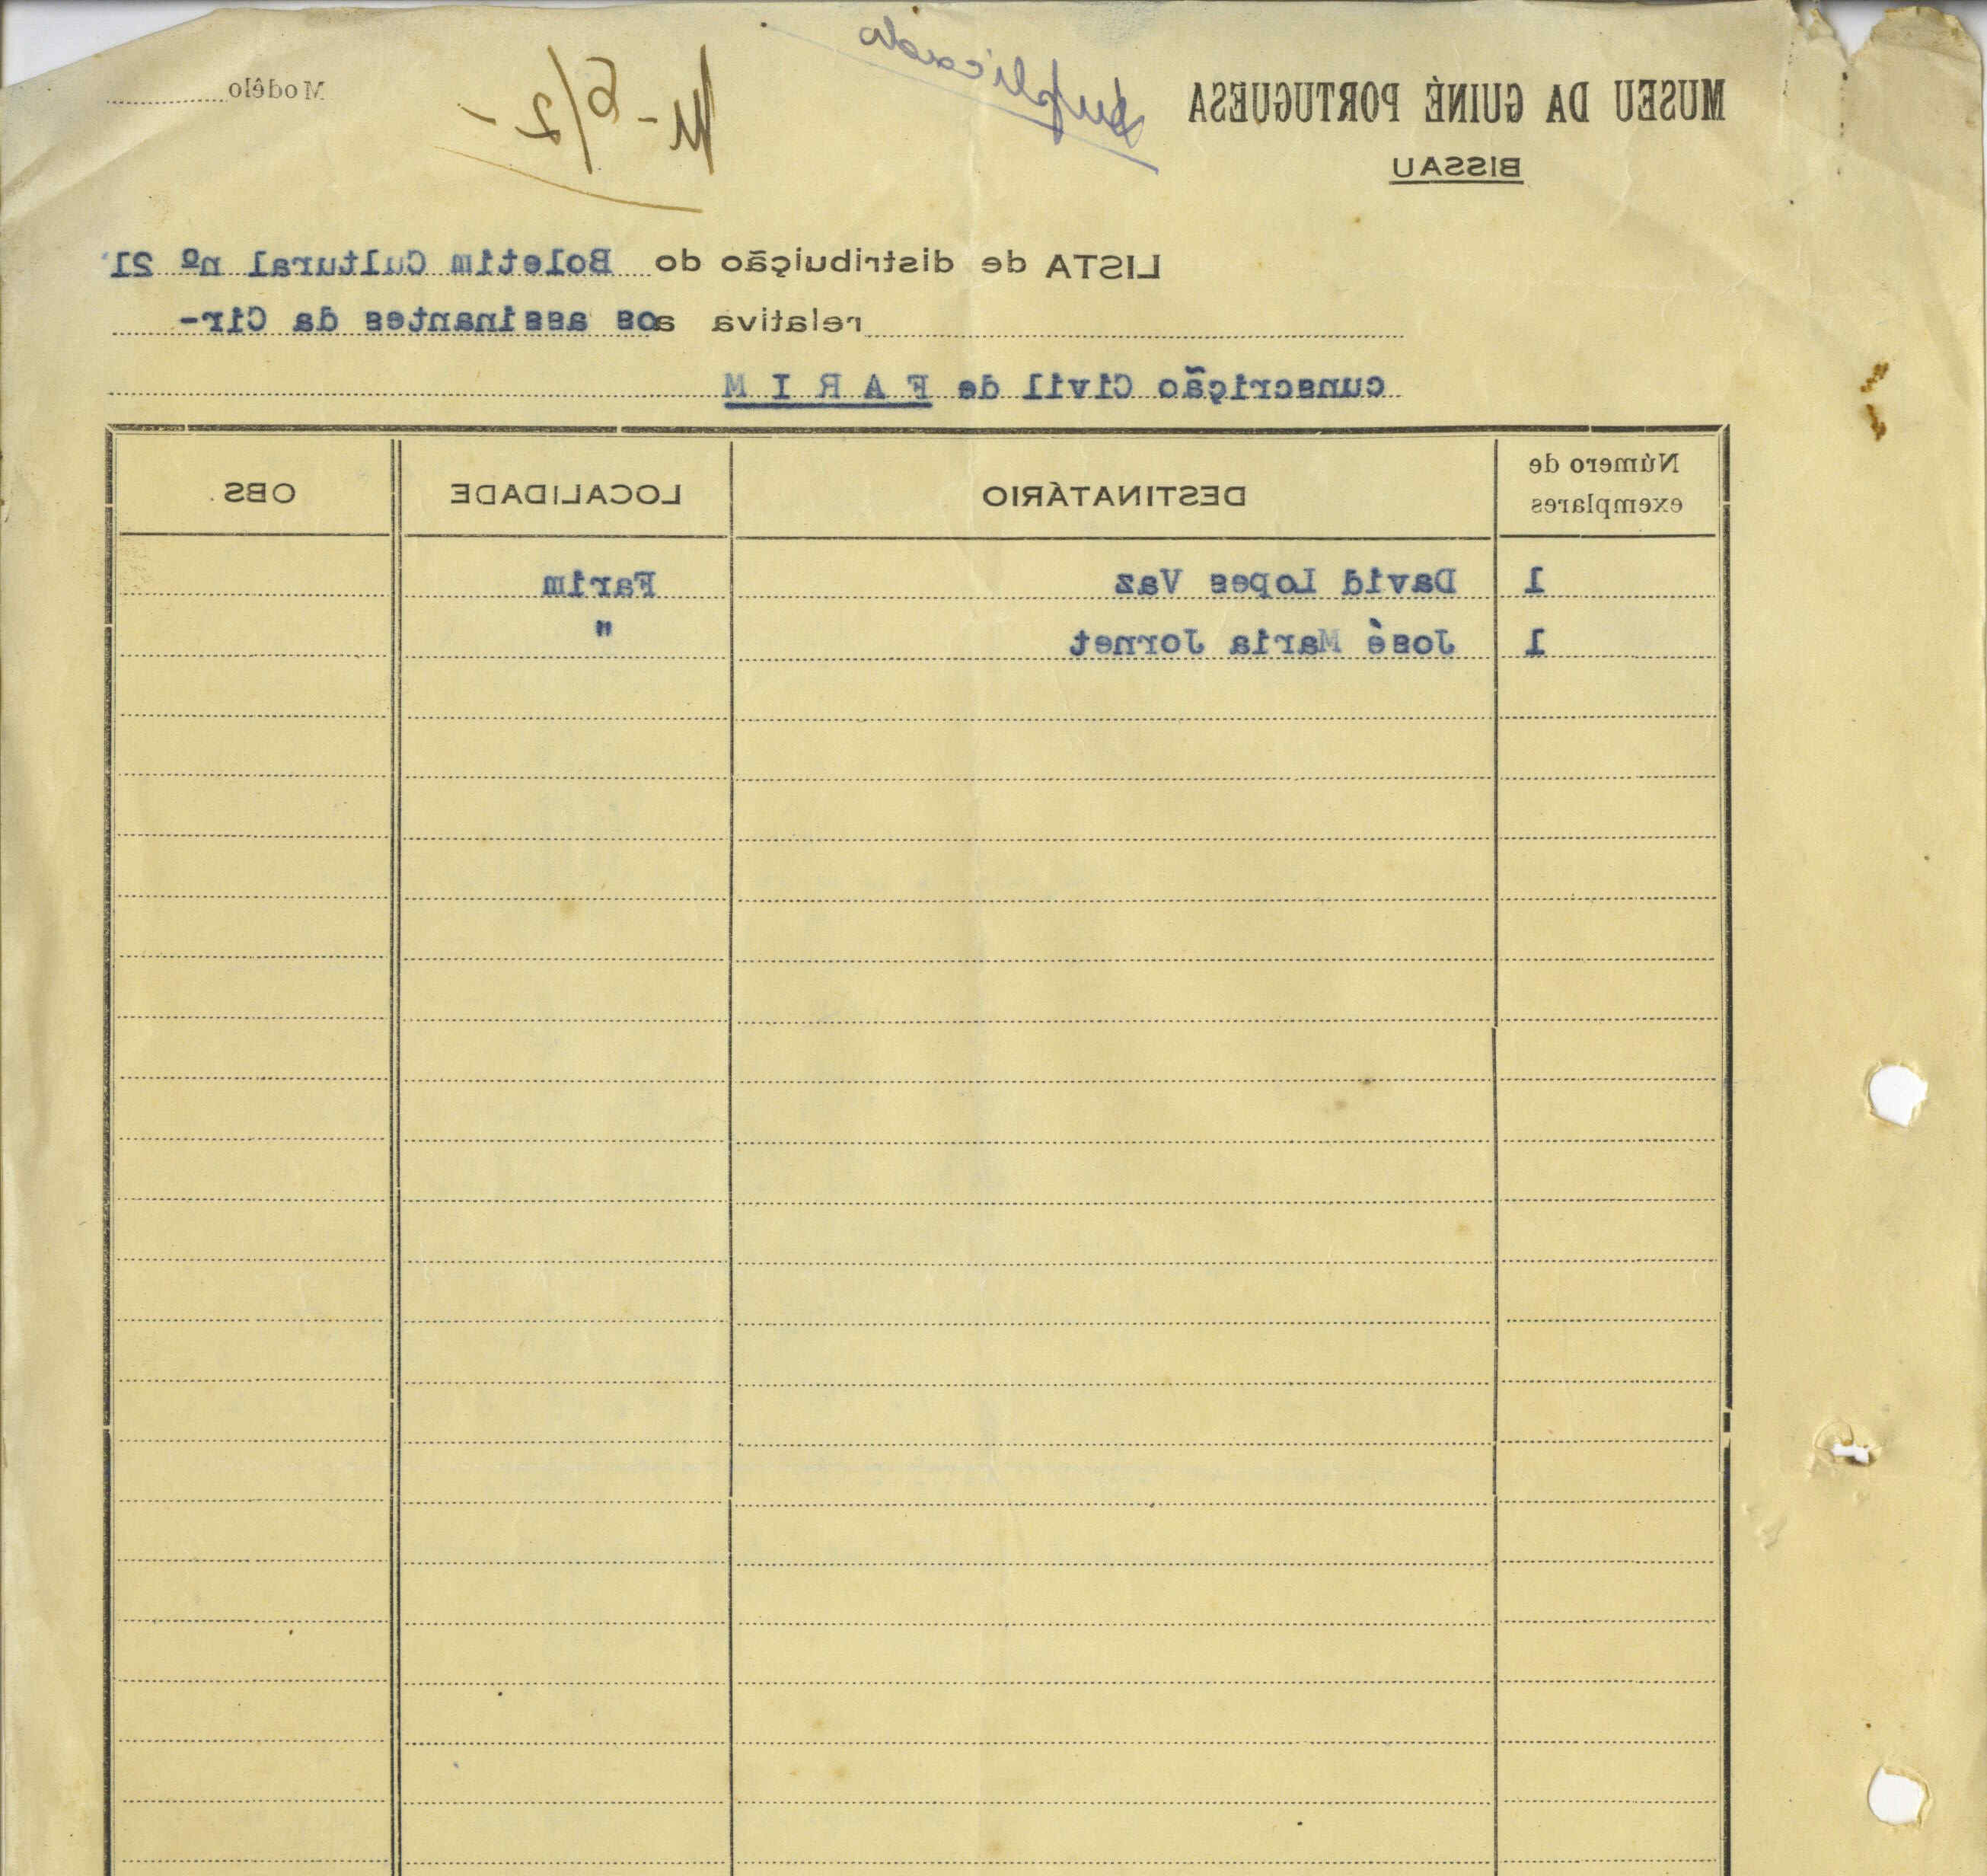 MUSEU DA GUINÉ PORTUGUESA
BISSAU
Duplicado
M-6/2-
Modêlo
LISTA de distribuição do Boletim Cultural nº 21
relativa aos assinantes da Cir-
cunscrição Civil de F A R I M
Número de exemplares DESTINATÁRIO LOCALIDADE OBS.
1 David Lopes Vaz Farim
1 José Maria Jornet "